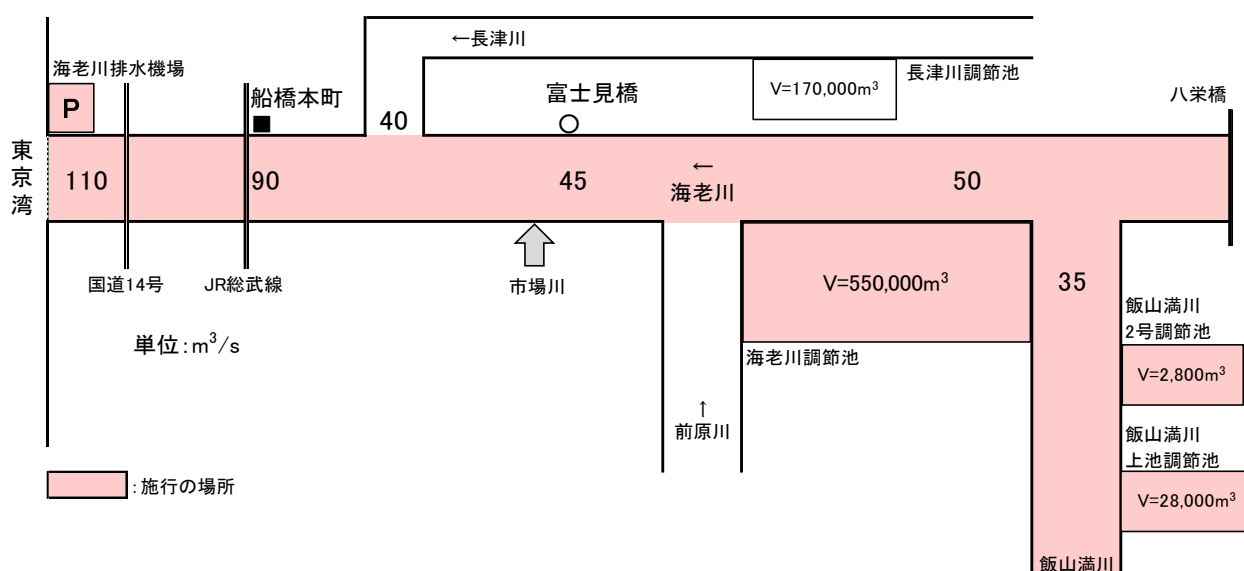 ←長津川
海老川排水機場
長津川調節池
P
船橋本町
■
富士見橋
○
V=170,000m³
八栄橋
40
東京湾
110
90
45
←
海老川
50
国道14号
JR総武線
市場川
V=550,000m³
35
飯山満川
2号調節池
単位:m³/s
海老川調節池
V=2,800m³
↑
前原川
飯山満川
上池調節池
:施行の場所
V=28,000m³
飯山満川